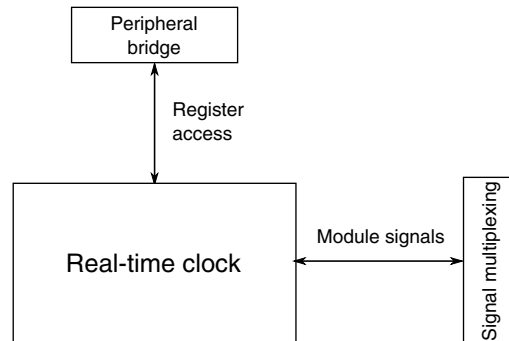 Peripheral
bridge
Register
access
Real-time clock
Module signals
Signal multiplexing